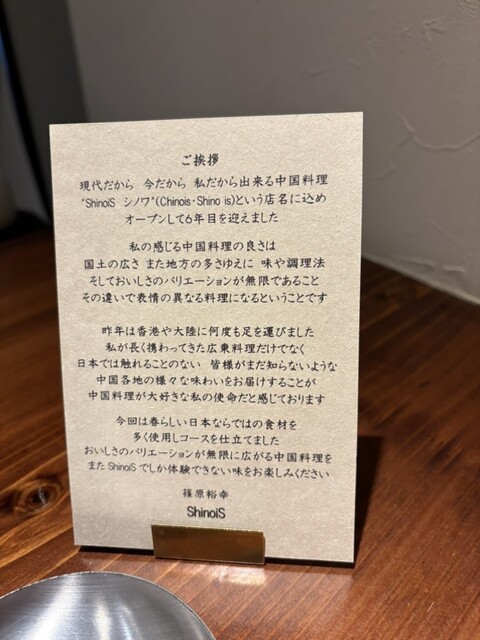 ご挨拶
現代だから 今だから 私だから出来る中国料理
"ShinoiS シノワ"(Chinois・Shino is)という店名に込め
オープンして6年目を迎えました
私の感じる中国料理の良さは
国土の広さ また地方の多さゆえに 味や調理法
そしておいしさのバリエーションが無限であること
その違いで表情の異なる料理になるということです
昨年は香港や大陸に何度も足を運びました
私が長く携わってきた広東料理だけでなく
日本では触れることのない 皆様がまだ知らないような
中国各地の様々な味わいをお届けすることが
中国料理が大好きな私の使命だと感じております
今回は春らしい日本ならではの食材を
多く使用しコースを仕立てました
おいしさのバリエーションが無限に広がる中国料理を
また ShinoiS でしか体験できない味をお楽しみください
篠原裕幸
ShinoiS